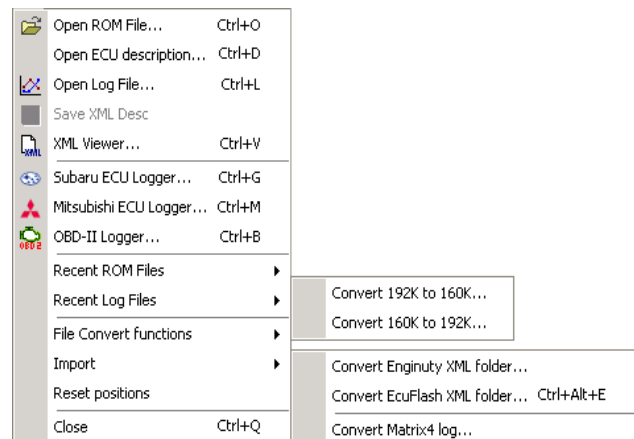 Open ROM File... Ctrl+O
Open ECU description... Ctrl+D
Open Log File... Ctrl+L
Save XML Desc
XML
XML Viewer... Ctrl+V
Subaru ECU Logger... Ctrl+G
Mitsubishi ECU Logger... Ctrl+M
OBD2
OBD-II Logger... Ctrl+B
Recent ROM Files
Recent Log Files
File Convert functions
Import
Reset positions
Close Ctrl+Q
Convert 192K to 160K...
Convert 160K to 192K...
Convert Enginuty XML folder...
Convert EcuFlash XML folder... Ctrl+Alt+E
Convert Matrix4 log...